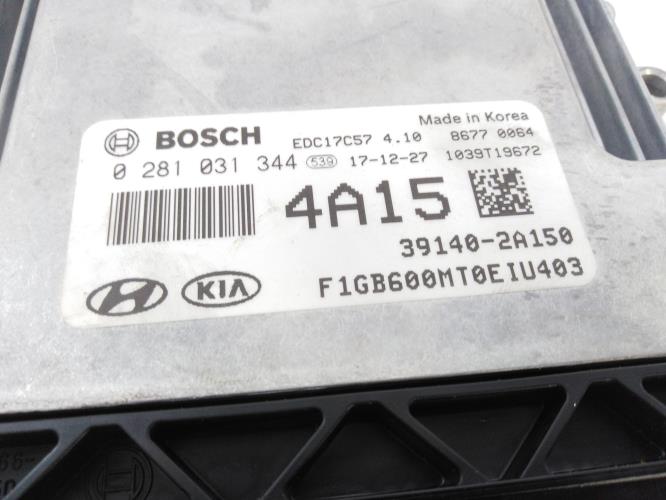 BOSCH EDC17C57 4.10 Made in Korea 8677 0064
0 281 031 344 539 17-12-27 1039T19672
4A15
39140-2A150
KIA F1GB600MT0EIU403